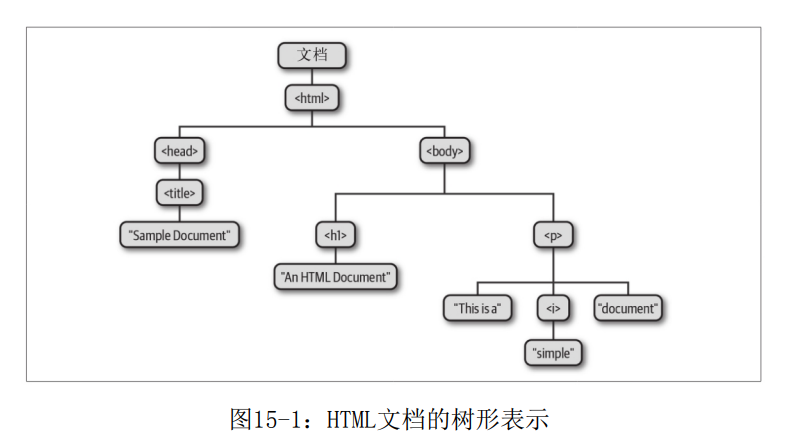 文档
<html>
<head>
<body>
<title>
"Sample Document"
<h1>
<p>
"An HTML Document"
"This is a"
<i>
"document"
"simple"
图15-1：HTML文档的树形表示